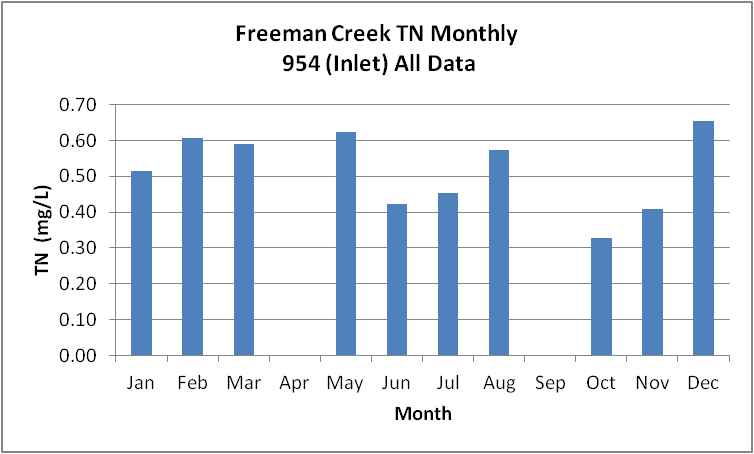 Freeman Creek TN Monthly
954 (Inlet) All Data
TN (mg/L)
0.70
0.60
0.50
0.40
0.30
0.20
0.10
0.00
Jan Feb Mar Apr May Jun Jul Aug Sep Oct Nov Dec
Month